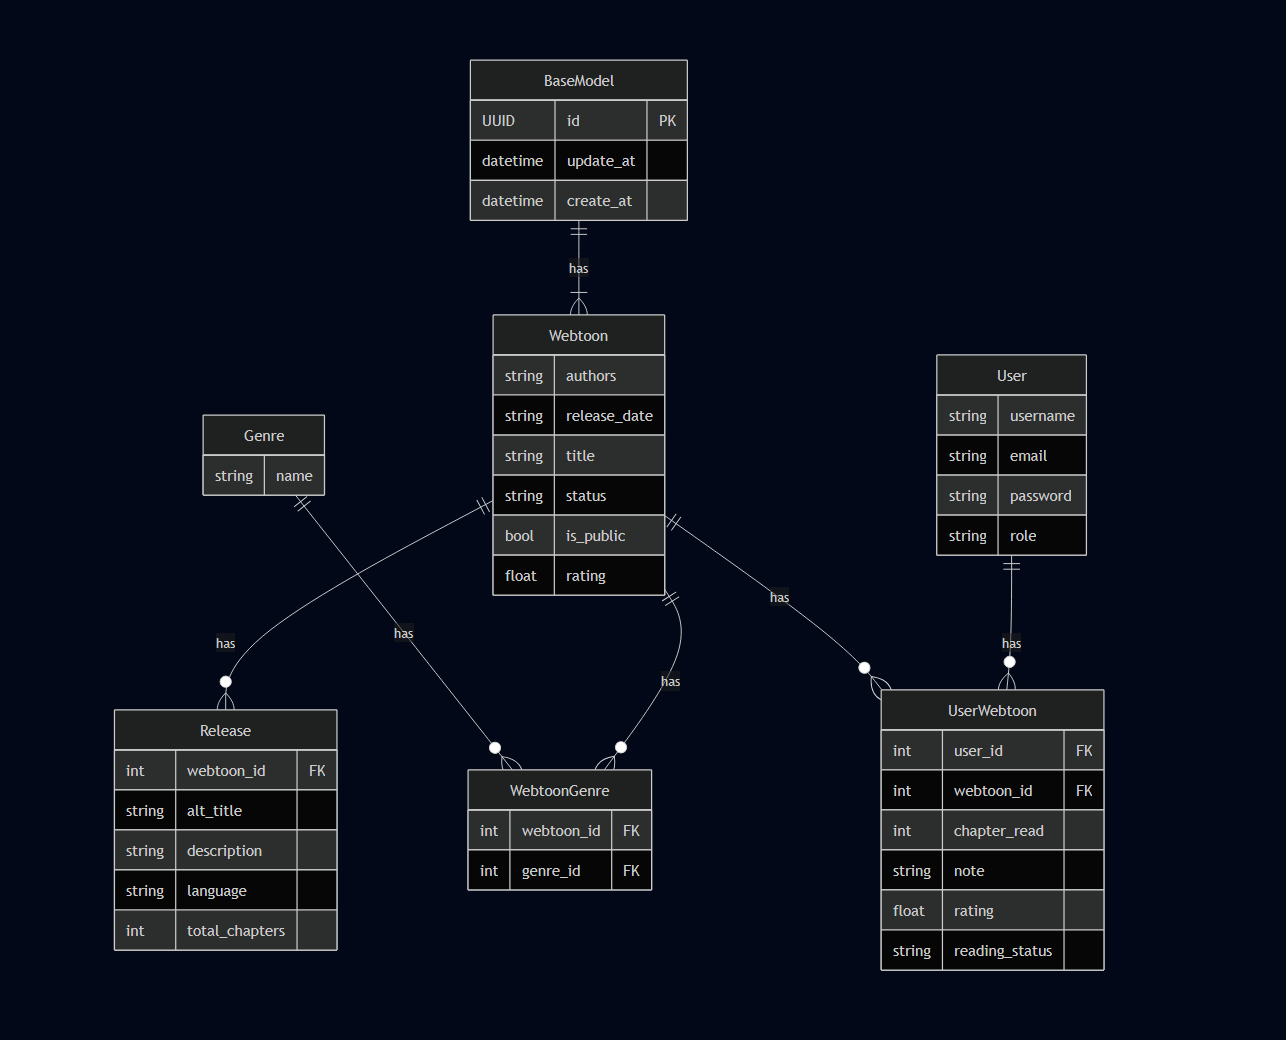 BaseModel
UUID id PK
datetime update_at
datetime create_at
has
Webtoon
string authors
string release_date
string title
string status
bool is_public
float rating
User
string username
string email
string password
string role
Genre
string name
has
has
has
has
has
Release
int webtoon_id FK
string alt_title
string description
string language
int total_chapters
WebtoonGenre
int webtoon_id FK
int genre_id FK
UserWebtoon
int user_id FK
int webtoon_id FK
int chapter_read
string note
float rating
string reading_status